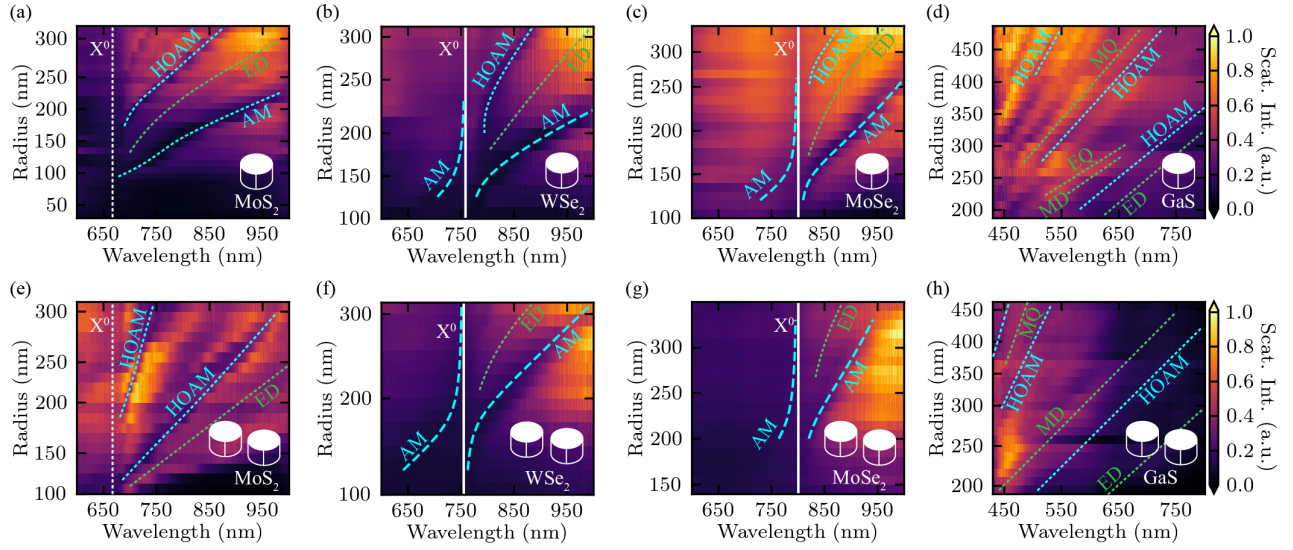 (a)
(b)
(c)
(d)
X⁰
HOAM
ED
AM
MoS₂
Radius (nm)
300
250
200
150
100
50
650 750 850 950
Wavelength (nm)
X⁰
HOAM
ED
AM
AM
WSe₂
Radius (nm)
300
200
100
650 750 850 950
Wavelength (nm)
X⁰
HOAM
ED
AM
AM
MoSe₂
Radius (nm)
300
250
200
150
100
650 750 850 950
Wavelength (nm)
HOAM
MQ
HOAM
HOAM
EQ
MD
ED
GaS
Radius (nm)
450
400
350
300
250
200
450 550 650 750
Wavelength (nm)
1.0
0.8
0.6
0.4
0.2
0.0
Scat. Int. (a.u.)
(e)
(f)
(g)
(h)
X⁰
HOAM
HOAM
ED
MoS₂
Radius (nm)
300
250
200
150
100
650 750 850 950
Wavelength (nm)
X⁰
ED
AM
AM
WSe₂
Radius (nm)
300
200
100
650 750 850 950
Wavelength (nm)
X⁰
ED
AM
AM
MoSe₂
Radius (nm)
350
300
250
200
150
650 750 850 950
Wavelength (nm)
MQ
HOAM
MD
HOAM
ED
GaS
Radius (nm)
450
400
350
300
250
200
450 550 650 750
Wavelength (nm)
1.0
0.8
0.6
0.4
0.2
0.0
Scat. Int. (a.u.)